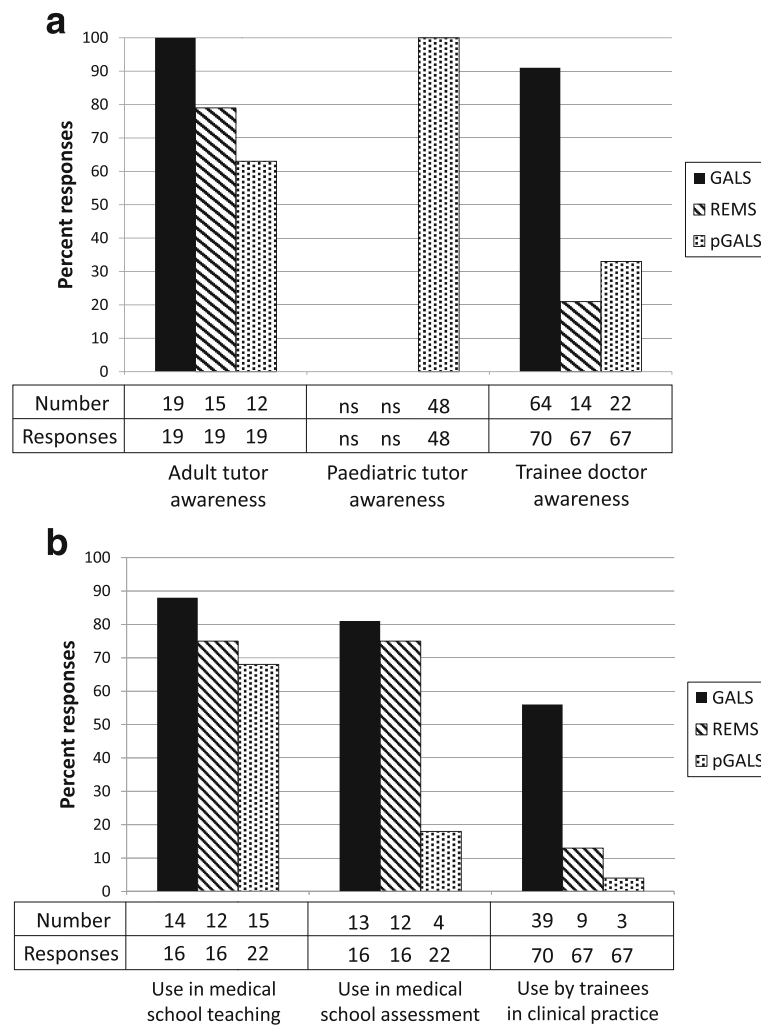 a
100
90
80
70
60
50
40
30
20
10
0
Percent responses
GALS
REMS
pGALS
Number 19 15 12 ns ns 48 64 14 22
Responses 19 19 19 ns ns 48 70 67 67
Adult tutor awareness
Paediatric tutor awareness
Trainee doctor awareness
b
100
90
80
70
60
50
40
30
20
10
0
Percent responses
GALS
REMS
pGALS
Number 14 12 15 13 12 4 39 9 3
Responses 16 16 22 16 16 22 70 67 67
Use in medical school teaching
Use in medical school assessment
Use by trainees in clinical practice